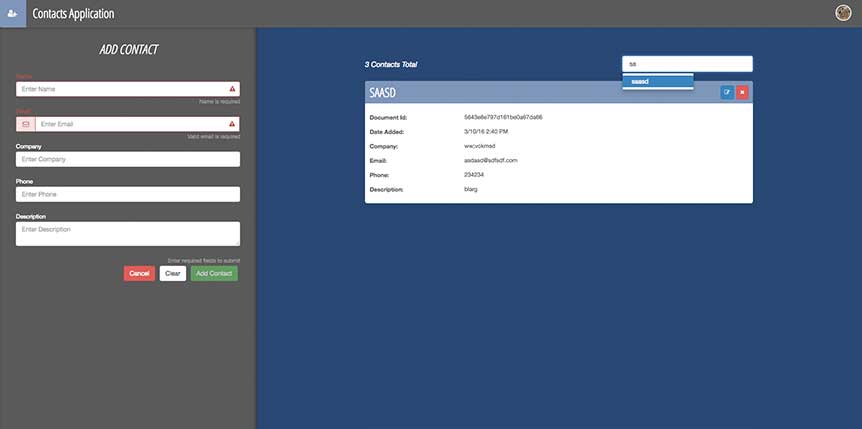 Contacts Application
ADD CONTACT
Name
Enter Name
Name is required
Email
Enter Email
Valid email is required
Company
Enter Company
Phone
Enter Phone
Description
Enter Description
Enter required fields to submit
Cancel Clear Add Contact
3 Contacts Total
sa
saasd
SAASD
Document Id: 5643e8e797d161be0a67da66
Date Added: 3/10/16 2:40 PM
Company:
Email: asdasd@sdfsdf.com
Phone: 234234
Description: blarg